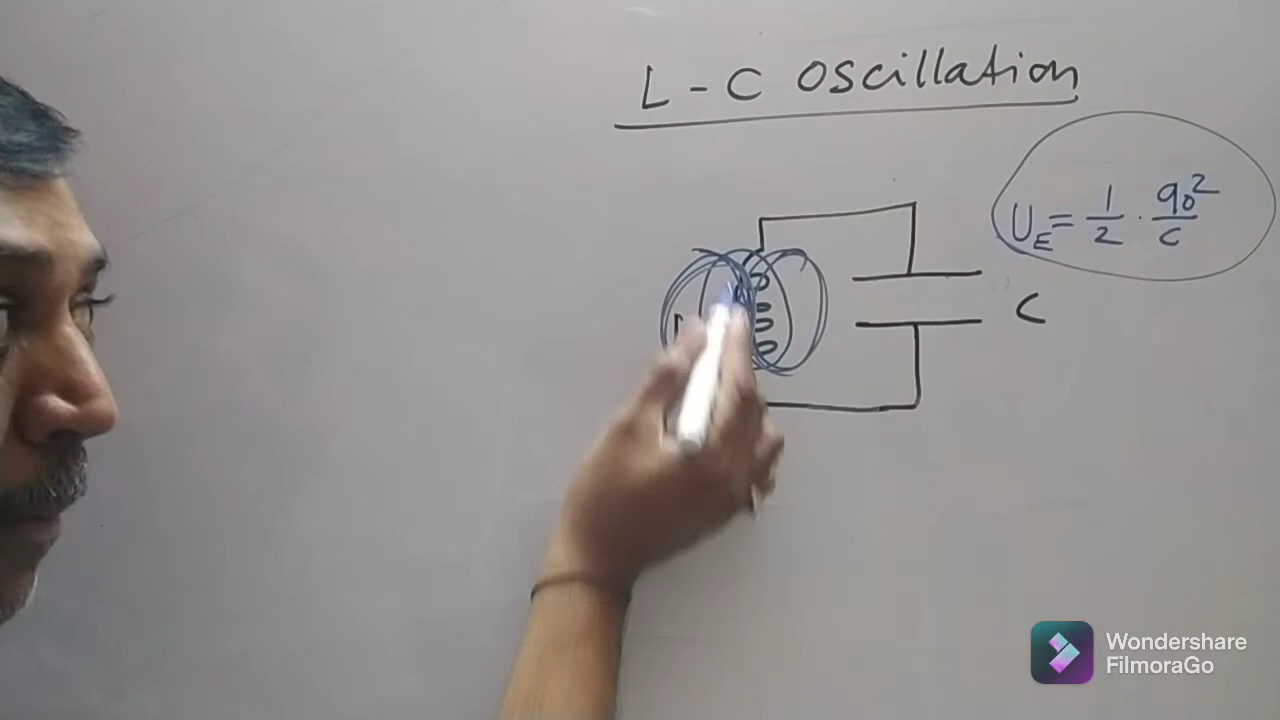 L - C Oscillation
U_E = 1/2 · q₀²/C
C
Wondershare
FilmoraGo